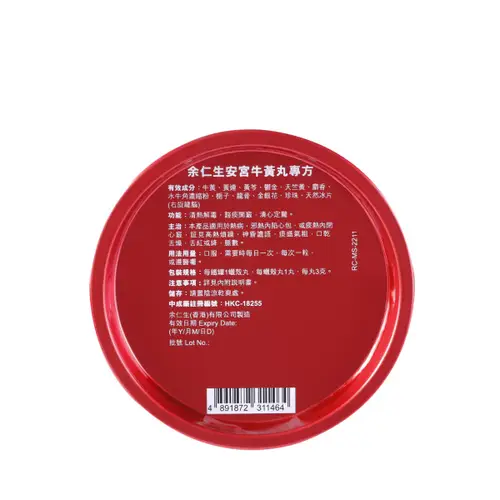 余仁生安宮牛黃丸專方
有效成分：牛黃、黃連、黃芩、鬱金、天竺黃、麝香、
水牛角濃縮粉、梔子、龍骨、金銀花、珍珠、天然冰片
(右旋龍腦)
功能：清熱解毒，豁痰開竅，清心定驚。
主治：本產品適用於熱病，邪熱內陷心包，或痰熱內閉
心竅，症見高熱煩躁，神昏譫語，痰盛氣粗，口乾
舌燥，舌紅或絳，脈數。
用法用量：口服，需要時每日一次，每次一粒，
或遵醫囑。
包裝規格：每鐵罐1蠟殼丸，每蠟殼丸1丸，每丸3克。
注意事項：詳見內附說明書。
儲存：請置陰涼乾爽處。
中成藥註冊編號：HKC-18255
余仁生(香港)有限公司製造
有效日期 Expiry Date:
(年Y/月M/日D)
批號 Lot No.:
RC-MS-2211
4 891872 311464